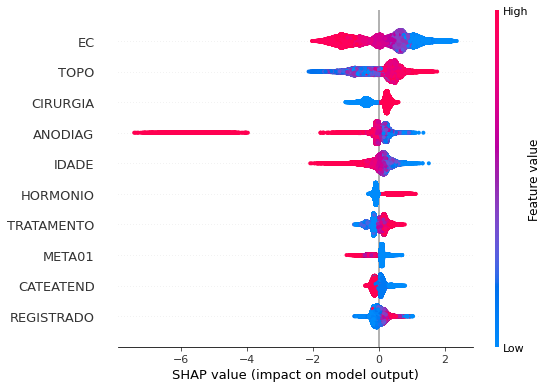 High
EC
TOPO
CIRURGIA
ANODIAG
IDADE
HORMONIO
TRATAMENTO
META01
CATEATEND
REGISTRADO
Feature value
Low
−6 −4 −2 0 2
SHAP value (impact on model output)